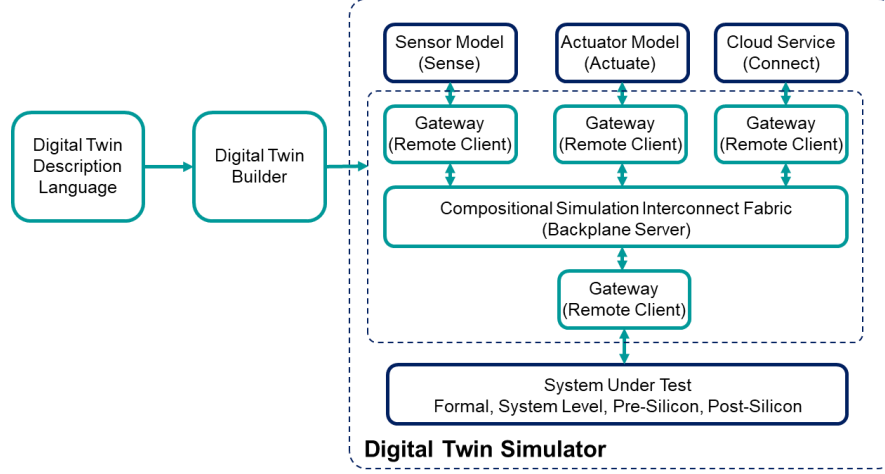 Sensor Model
(Sense)
Actuator Model
(Actuate)
Cloud Service
(Connect)
Gateway
(Remote Client)
Gateway
(Remote Client)
Gateway
(Remote Client)
Digital Twin
Description
Language
Digital Twin
Builder
Compositional Simulation Interconnect Fabric
(Backplane Server)
Gateway
(Remote Client)
System Under Test
Formal, System Level, Pre-Silicon, Post-Silicon
Digital Twin Simulator